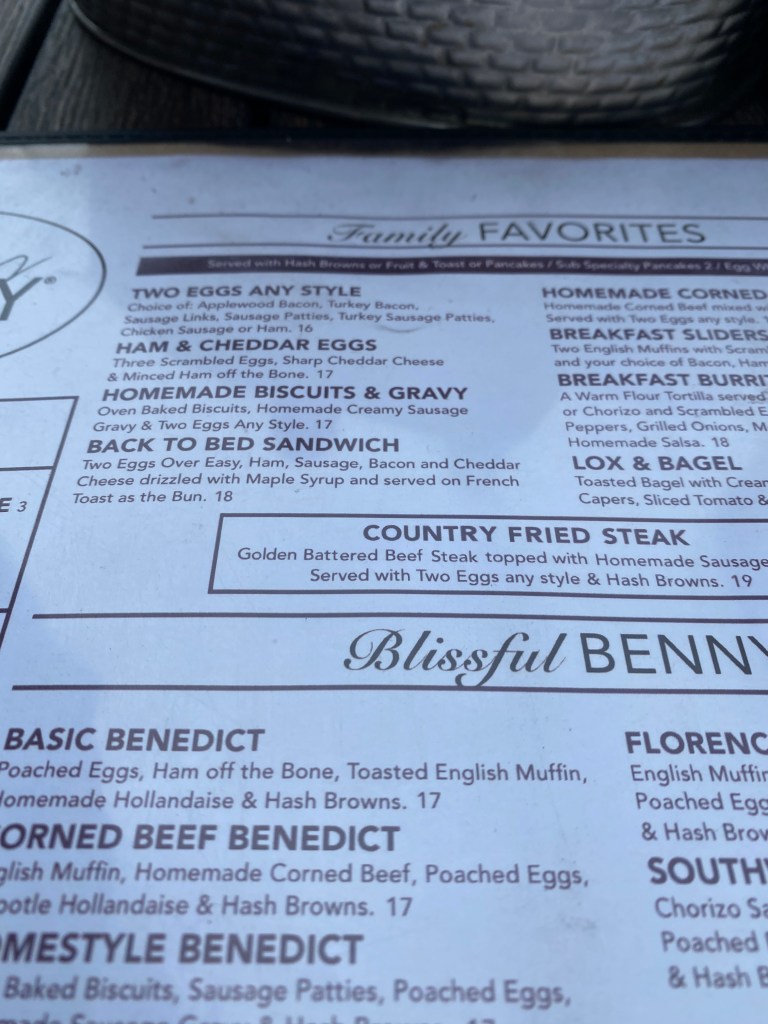 Y®
E 3
Family FAVORITES
Served with Hash Browns or Fruit & Toast or Pancakes / Sub Specialty Pancakes 2 / Egg W
TWO EGGS ANY STYLE
Choice of: Applewood Bacon, Turkey Bacon,
Sausage Links, Sausage Patties, Turkey Sausage Patties,
Chicken Sausage or Ham. 16
HAM & CHEDDAR EGGS
Three Scrambled Eggs, Sharp Cheddar Cheese
& Minced Ham off the Bone. 17
HOMEMADE BISCUITS & GRAVY
Oven Baked Biscuits, Homemade Creamy Sausage
Gravy & Two Eggs Any Style. 17
BACK TO BED SANDWICH
Two Eggs Over Easy, Ham, Sausage, Bacon and Cheddar
Cheese drizzled with Maple Syrup and served on French
Toast as the Bun. 18
HOMEMADE CORNED
Homemade Corned Beef mixed w
Served with Two Eggs any style.
BREAKFAST SLIDERS
Two English Muffins with Scram
and your choice of Bacon, Ham
BREAKFAST BURRI
A Warm Flour Tortilla served
or Chorizo and Scrambled E
Peppers, Grilled Onions, M
Homemade Salsa. 18
LOX & BAGEL
Toasted Bagel with Crea
Capers, Sliced Tomato &
COUNTRY FRIED STEAK
Golden Battered Beef Steak topped with Homemade Sausage
Served with Two Eggs any style & Hash Browns. 19
Blissful BENNY
BASIC BENEDICT
Poached Eggs, Ham off the Bone, Toasted English Muffin,
Homemade Hollandaise & Hash Browns. 17
ORNED BEEF BENEDICT
glish Muffin, Homemade Corned Beef, Poached Eggs,
potle Hollandaise & Hash Browns. 17
OMESTYLE BENEDICT
Baked Biscuits, Sausage Patties, Poached Eggs,
made Sausage Gravy & Hash Browns. 17
FLORENC
English Muffin
Poached Egg
& Hash Brow
SOUTHW
Chorizo Sa
Poached
& Hash B